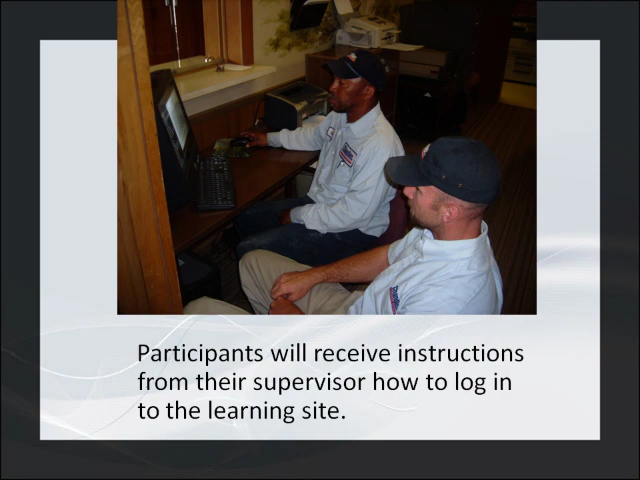 Participants will receive instructions
from their supervisor how to log in
to the learning site.